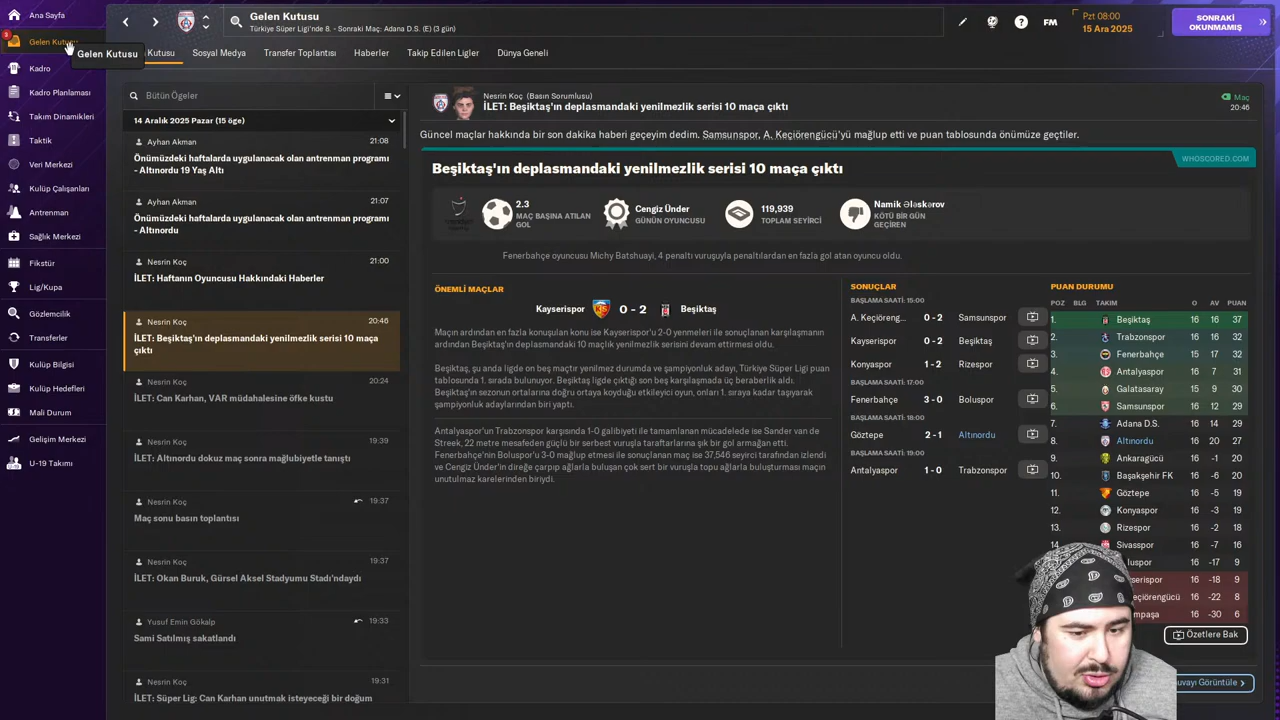 Ana Sayfa
3
Gelen Kutusu
Gelen Kutusu
Kadro
Kadro Planlaması
Takım Dinamikleri
Taktik
Veri Merkezi
Kulüp Çalışanları
Antrenman
Sağlık Merkezi
Fikstür
Lig/Kupa
Gözlemcilik
Transferler
Kulüp Bilgisi
Kulüp Hedefleri
Mali Durum
Gelişim Merkezi
U-19 Takımı
Gelen Kutusu
Türkiye Süper Ligi'nde 8. - Sonraki Maç: Adana D.S. (E) (3 gün)
FM
Pzt 08:00
15 Ara 2025
SONRAKİ OKUNMAMIŞ
Kutusu
Sosyal Medya
Transfer Toplantısı
Haberler
Takip Edilen Ligler
Dünya Geneli
Bütün Ögeler
14 Aralık 2025 Pazar (15 öge)
Ayhan Akman 21:08
Önümüzdeki haftalarda uygulanacak olan antrenman programı
- Altınordu 19 Yaş Altı
Ayhan Akman 21:07
Önümüzdeki haftalarda uygulanacak olan antrenman programı
- Altınordu
Nesrin Koç 21:00
İLET: Haftanın Oyuncusu Hakkındaki Haberler
Nesrin Koç 20:46
İLET: Beşiktaş'ın deplasmandaki yenilmezlik serisi 10 maça
çıktı
Nesrin Koç 20:24
İLET: Can Karhan, VAR müdahalesine öfke kustu
Nesrin Koç 19:39
İLET: Altınordu dokuz maç sonra mağlubiyetle tanıştı
Nesrin Koç 19:37
Maç sonu basın toplantısı
Nesrin Koç 19:37
İLET: Okan Buruk, Gürsel Aksel Stadyumu Stadı'ndaydı
Yusuf Emin Gökalp 19:33
Sami Satılmış sakatlandı
Nesrin Koç 19:31
İLET: Süper Lig: Can Karhan unutmak isteyeceği bir doğum
Nesrin Koç (Basın Sorumlusu)
İLET: Beşiktaş'ın deplasmandaki yenilmezlik serisi 10 maça çıktı
Maç
20:46
Güncel maçlar hakkında bir son dakika haberi geçeyim dedim. Samsunspor, A. Keçiörengücü'yü mağlup etti ve puan tablosunda önümüze geçtiler.
WHOSCORED.COM
Beşiktaş'ın deplasmandaki yenilmezlik serisi 10 maça çıktı
2.3
MAÇ BAŞINA ATILAN
GOL
Cengiz Ünder
GÜNÜN OYUNCUSU
119,939
TOPLAM SEYİRCİ
Namik Ələskərov
KÖTÜ BİR GÜN
GEÇİREN
Fenerbahçe oyuncusu Michy Batshuayi, 4 penaltı vuruşuyla penaltılardan en fazla gol atan oyuncu oldu.
ÖNEMLİ MAÇLAR
Kayserispor 0 - 2 Beşiktaş
Maçın ardından en fazla konuşulan konu ise Kayserispor'u 2-0 yenmeleri ile sonuçlanan karşılaşmanın
ardından Beşiktaş'ın deplasmandaki 10 maçlık yenilmezlik serisini devam ettirmesi oldu.
Beşiktaş, şu anda ligde on beş maçtır yenilmez durumda ve şampiyonluk adayı, Türkiye Süper Ligi puan
tablosunda 1. sırada bulunuyor. Beşiktaş ligde çıktığı son beş karşılaşmada üç beraberlik aldı.
Beşiktaş'ın sezonun ortalarına doğru ortaya koyduğu etkileyici oyun, onları 1. sıraya kadar taşıyarak
şampiyonluk adaylarından biri yaptı.
Antalyaspor'un Trabzonspor karşısında 1-0 galibiyeti ile tamamlanan mücadelede ise Sander van de
Streek, 22 metre mesafeden güçlü bir serbest vuruşla taraftarlarına şık bir gol armağan etti.
Fenerbahçe'nin Boluspor'u 3-0 mağlup etmesi ile sonuçlanan maç ise 37,546 seyirci tarafından izlendi
ve Cengiz Ünder'in direğe çarpıp ağlarla buluşan çok sert bir vuruşla topu ağlarla buluşturması maçın
unutulmaz karelerinden biriydi.
SONUÇLAR
BAŞLAMA SAATİ: 15:00
A. Keçiöreng... 0 - 2 Samsunspor
Kayserispor 0 - 2 Beşiktaş
Konyaspor 1 - 2 Rizespor
BAŞLAMA SAATİ: 17:00
Fenerbahçe 3 - 0 Boluspor
BAŞLAMA SAATİ: 18:00
Göztepe 2 - 1 Altınordu
BAŞLAMA SAATİ: 19:00
Antalyaspor 1 - 0 Trabzonspor
PUAN DURUMU
POZ BLG TAKIM O AV PUAN
1. Beşiktaş 16 16 37
2. Trabzonspor 16 16 32
3. Fenerbahçe 15 17 32
4. Antalyaspor 16 7 31
5. Galatasaray 15 9 30
6. Samsunspor 16 12 29
7. Adana D.S. 16 14 29
8. Altınordu 16 20 27
9. Ankaragücü 16 -1 20
10. Başakşehir FK 16 -6 20
11. Göztepe 16 -5 19
12. Konyaspor 16 -3 19
13. Rizespor 16 -2 18
14. Sivasspor 16 -7 16
luspor 16 -17 9
serispor 16 -18 9
eçiörengücü 16 -22 8
mpaşa 16 -30 6
Özetlere Bak
uvayı Görüntüle